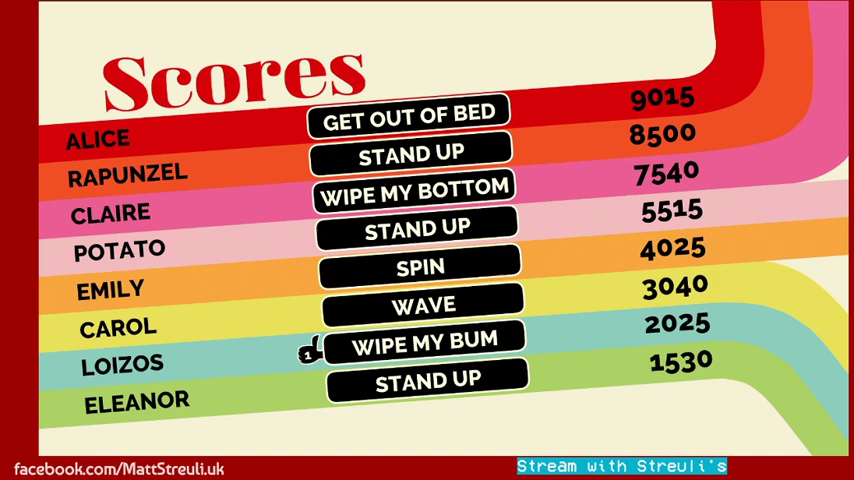 Scores
ALICE GET OUT OF BED 9015
RAPUNZEL STAND UP 8500
CLAIRE WIPE MY BOTTOM 7540
POTATO STAND UP 5515
EMILY SPIN 4025
CAROL WAVE 3040
LOIZOS 1 WIPE MY BUM 2025
ELEANOR STAND UP 1530
facebook.com/MattStreuli.uk Stream with Streuli's